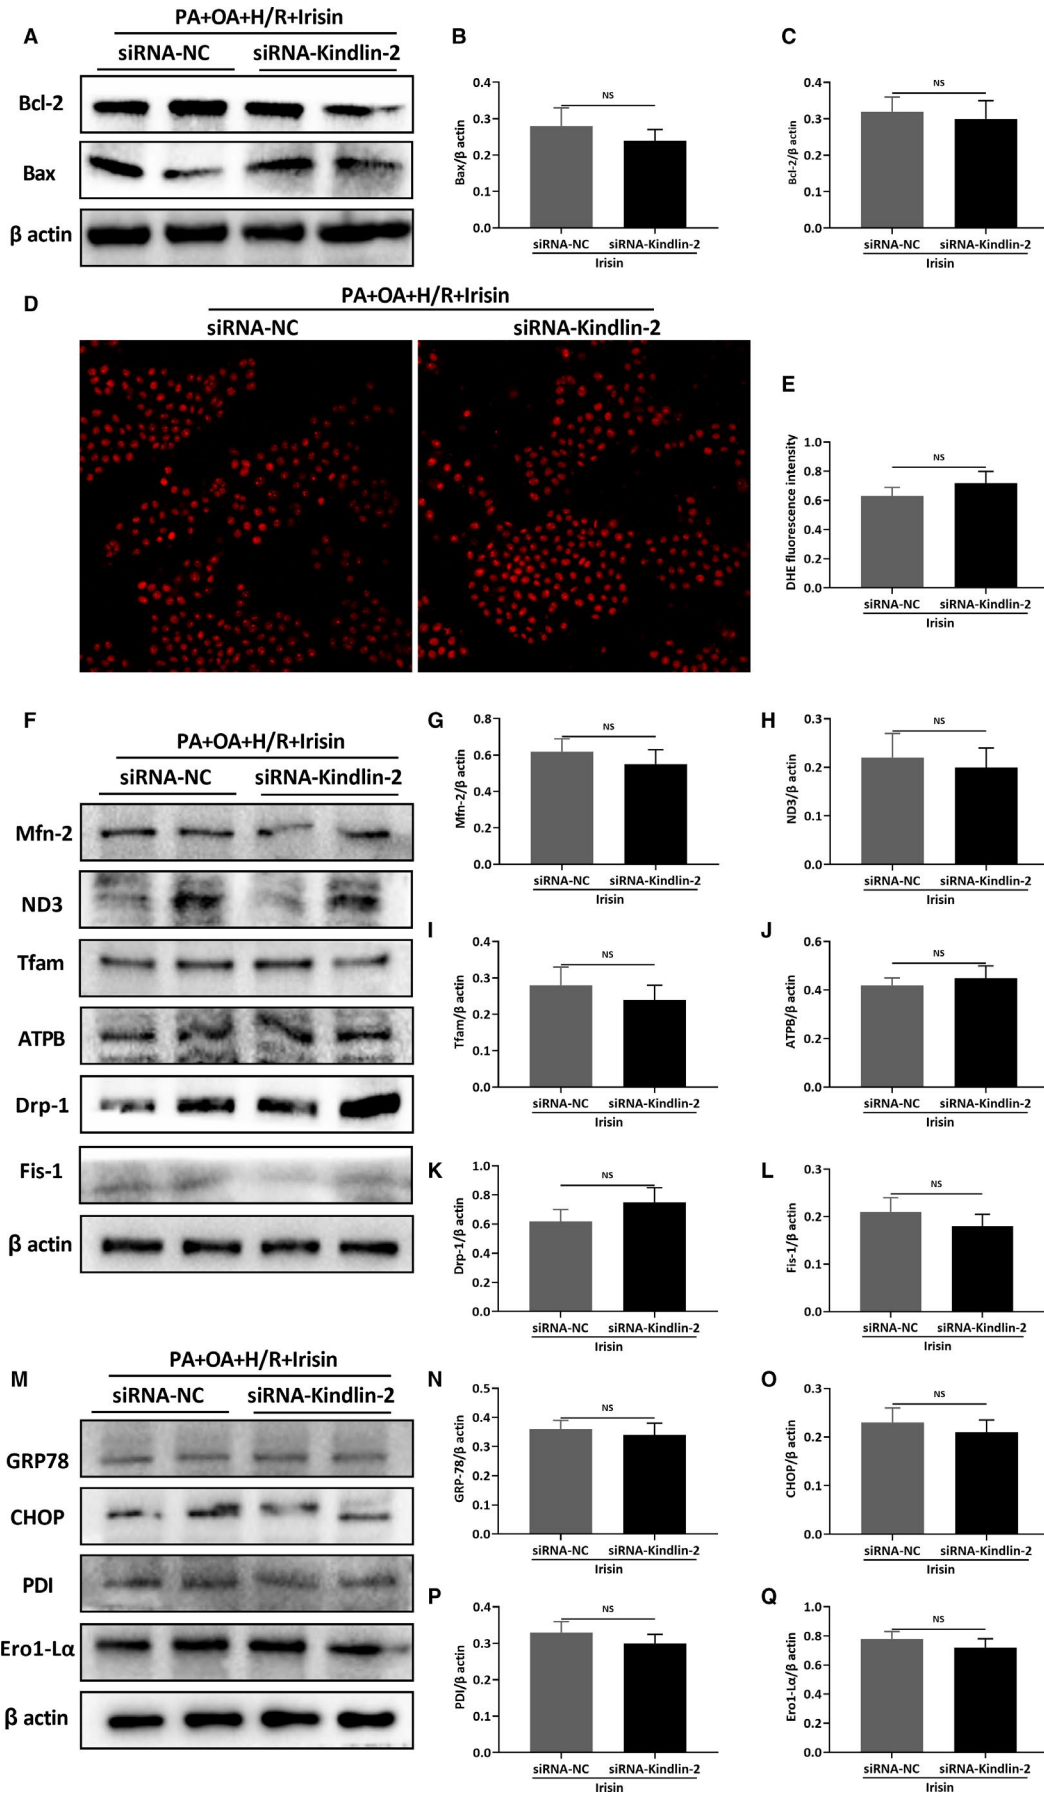 A
PA+OA+H/R+Irisin
siRNA-NC siRNA-Kindlin-2
Bcl-2
Bax
β actin
B
0.4
0.3
0.2
0.1
0.0
Bax/β actin
NS
siRNA-NC siRNA-Kindlin-2
Irisin
C
0.4
0.3
0.2
0.1
0.0
Bcl-2/β actin
NS
siRNA-NC siRNA-Kindlin-2
Irisin
D
PA+OA+H/R+Irisin
siRNA-NC siRNA-Kindlin-2
E
1.0
0.8
0.6
0.4
0.2
0.0
DHE fluorescence intensity
NS
siRNA-NC siRNA-Kindlin-2
Irisin
F
PA+OA+H/R+Irisin
siRNA-NC siRNA-Kindlin-2
Mfn-2
ND3
Tfam
ATPB
Drp-1
Fis-1
β actin
G
0.8
0.6
0.4
0.2
0.0
Mfn-2/β actin
NS
siRNA-NC siRNA-Kindlin-2
Irisin
H
0.3
0.2
0.1
0.0
ND3/β actin
NS
siRNA-NC siRNA-Kindlin-2
Irisin
I
0.4
0.3
0.2
0.1
0.0
Tfam/β actin
NS
siRNA-NC siRNA-Kindlin-2
Irisin
J
0.6
0.4
0.2
0.0
ATPB/β actin
NS
siRNA-NC siRNA-Kindlin-2
Irisin
K
1.0
0.8
0.6
0.4
0.2
0.0
Drp-1/β actin
NS
siRNA-NC siRNA-Kindlin-2
Irisin
L
0.3
0.2
0.1
0.0
Fis-1/β actin
NS
siRNA-NC siRNA-Kindlin-2
Irisin
M
PA+OA+H/R+Irisin
siRNA-NC siRNA-Kindlin-2
GRP78
CHOP
PDI
Ero1-Lα
β actin
N
0.5
0.4
0.3
0.2
0.1
0.0
GRP-78/β actin
NS
siRNA-NC siRNA-Kindlin-2
Irisin
O
0.3
0.2
0.1
0.0
CHOP/β actin
NS
siRNA-NC siRNA-Kindlin-2
Irisin
P
0.4
0.3
0.2
0.1
0.0
PDI/β actin
NS
siRNA-NC siRNA-Kindlin-2
Irisin
Q
1.0
0.8
0.6
0.4
0.2
0.0
Ero1-Lα/β actin
NS
siRNA-NC siRNA-Kindlin-2
Irisin